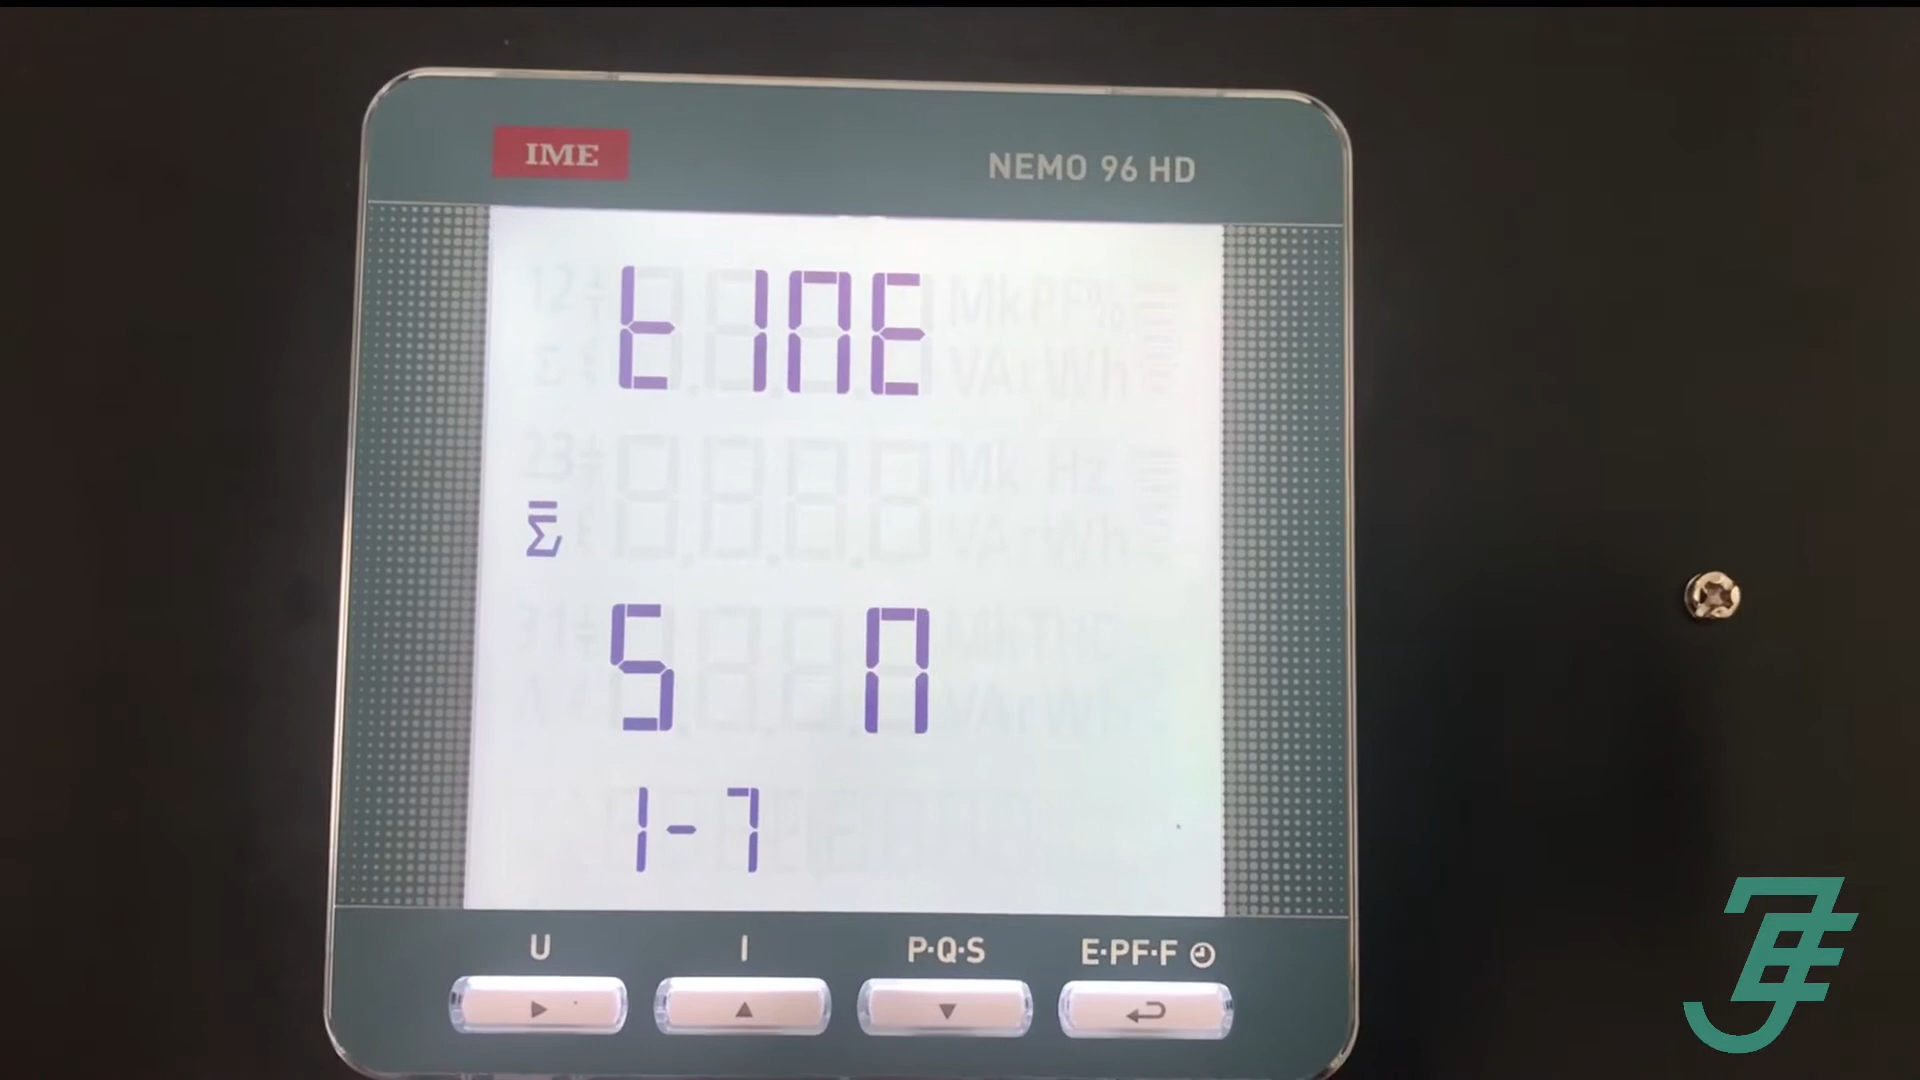 IME
NEMO 96 HD
tIME
Σ
5 M
1-7
U I P·Q·S E·PF·F